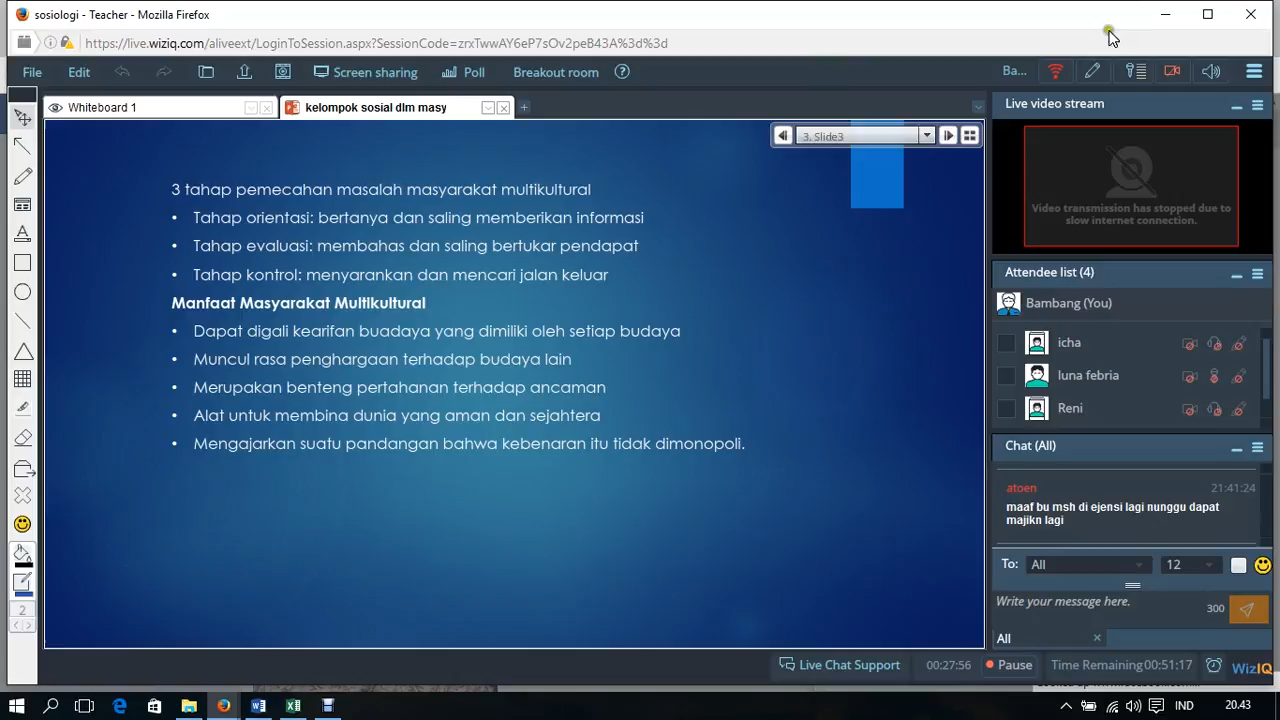 sosiologi - Teacher - Mozilla Firefox
https://live.wiziq.com/aliveext/LoginToSession.aspx?SessionCode=zrxTwwAY6eP7sOv2peB43A%3d%3d
File Edit Screen sharing Poll Breakout room ? Ba...
Whiteboard 1
kelompok sosial dlm masy
3. Slide3
3 tahap pemecahan masalah masyarakat multikultural
• Tahap orientasi: bertanya dan saling memberikan informasi
• Tahap evaluasi: membahas dan saling bertukar pendapat
• Tahap kontrol: menyarankan dan mencari jalan keluar
Manfaat Masyarakat Multikultural
• Dapat digali kearifan buadaya yang dimiliki oleh setiap budaya
• Muncul rasa penghargaan terhadap budaya lain
• Merupakan benteng pertahanan terhadap ancaman
• Alat untuk membina dunia yang aman dan sejahtera
• Mengajarkan suatu pandangan bahwa kebenaran itu tidak dimonopoli.
2
Live video stream
Video transmission has stopped due to
slow internet connection.
Attendee list (4)
Bambang (You)
icha
luna febria
Reni
Chat (All)
atoen 21:41:24
maaf bu msh di ejensi lagi nunggu dapat
majikn lagi
To: All 12
Write your message here. 300
All
Live Chat Support 00:27:56 Pause Time Remaining 00:51:17 WizIQ
IND 20.43